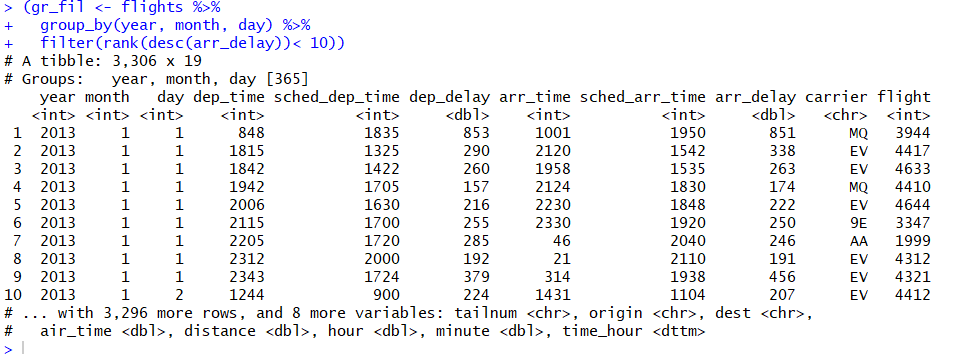 > (gr_fil <- flights %>%
+   group_by(year, month, day) %>%
+   filter(rank(desc(arr_delay))< 10))
# A tibble: 3,306 x 19
# Groups:   year, month, day [365]
    year month   day dep_time sched_dep_time dep_delay arr_time sched_arr_time arr_delay carrier flight
   <int> <int> <int>    <int>          <int>     <dbl>    <int>          <int>     <dbl> <chr>    <int>
 1  2013     1     1      848           1835       853     1001           1950       851 MQ        3944
 2  2013     1     1     1815           1325       290     2120           1542       338 EV        4417
 3  2013     1     1     1842           1422       260     1958           1535       263 EV        4633
 4  2013     1     1     1942           1705       157     2124           1830       174 MQ        4410
 5  2013     1     1     2006           1630       216     2230           1848       222 EV        4644
 6  2013     1     1     2115           1700       255     2330           1920       250 9E        3347
 7  2013     1     1     2205           1720       285       46           2040       246 AA        1999
 8  2013     1     1     2312           2000       192       21           2110       191 EV        4312
 9  2013     1     1     2343           1724       379      314           1938       456 EV        4321
10  2013     1     2     1244            900       224     1431           1104       207 EV        4412
# ... with 3,296 more rows, and 8 more variables: tailnum <chr>, origin <chr>, dest <chr>,
#   air_time <dbl>, distance <dbl>, hour <dbl>, minute <dbl>, time_hour <dttm>
>